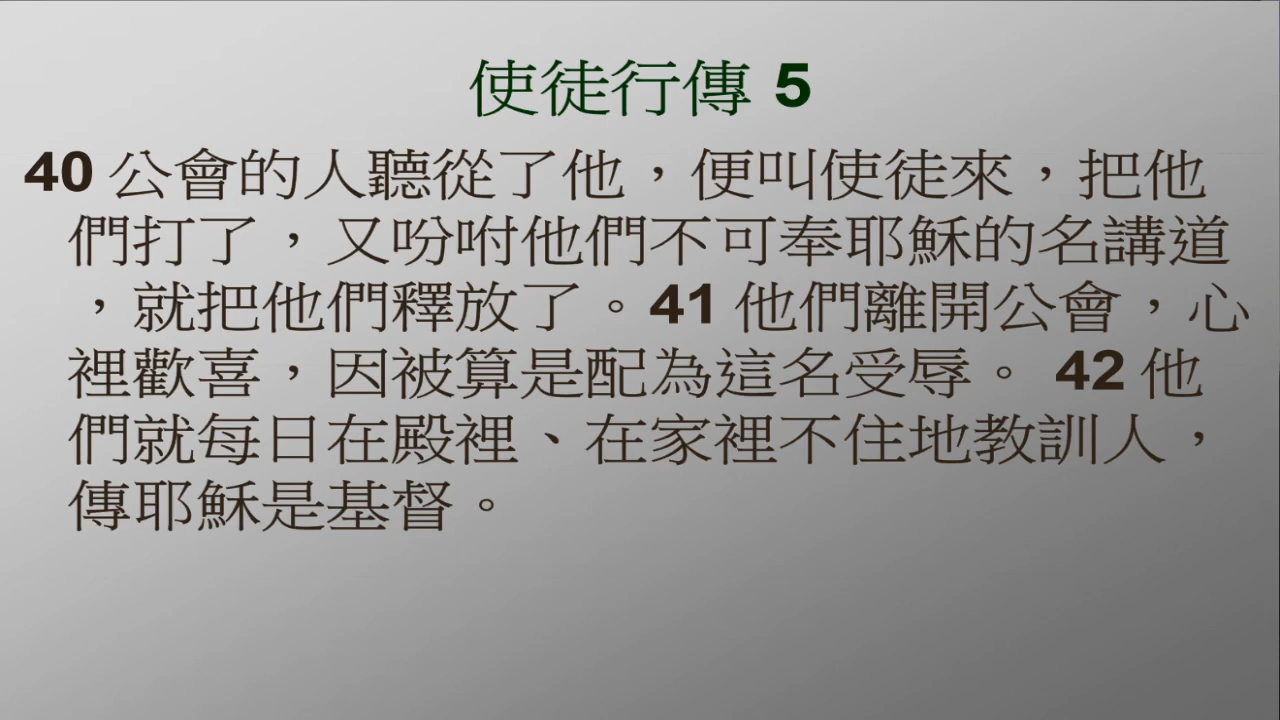 使徒行傳 5
40 公會的人聽從了他，便叫使徒來，把他
們打了，又吩咐他們不可奉耶穌的名講道
，就把他們釋放了。41 他們離開公會，心
裡歡喜，因被算是配為這名受辱。 42 他
們就每日在殿裡、在家裡不住地教訓人，
傳耶穌是基督。